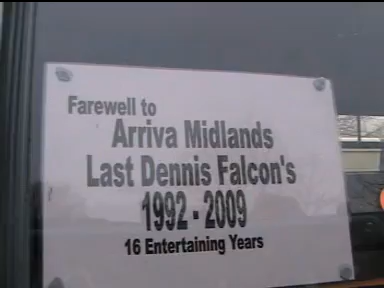 Farewell to
Arriva Midlands
Last Dennis Falcon's
1992 - 2009
16 Entertaining Years